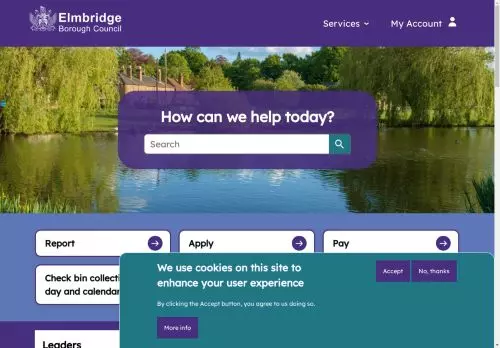 Elmbridge
Borough Council
Services
My Account
How can we help today?
Search
Report
Apply
Pay
Check bin collecti
day and calendar
We use cookies on this site to
enhance your user experience
By clicking the Accept button, you agree to us doing so.
Accept
No, thanks
More info
Leaders